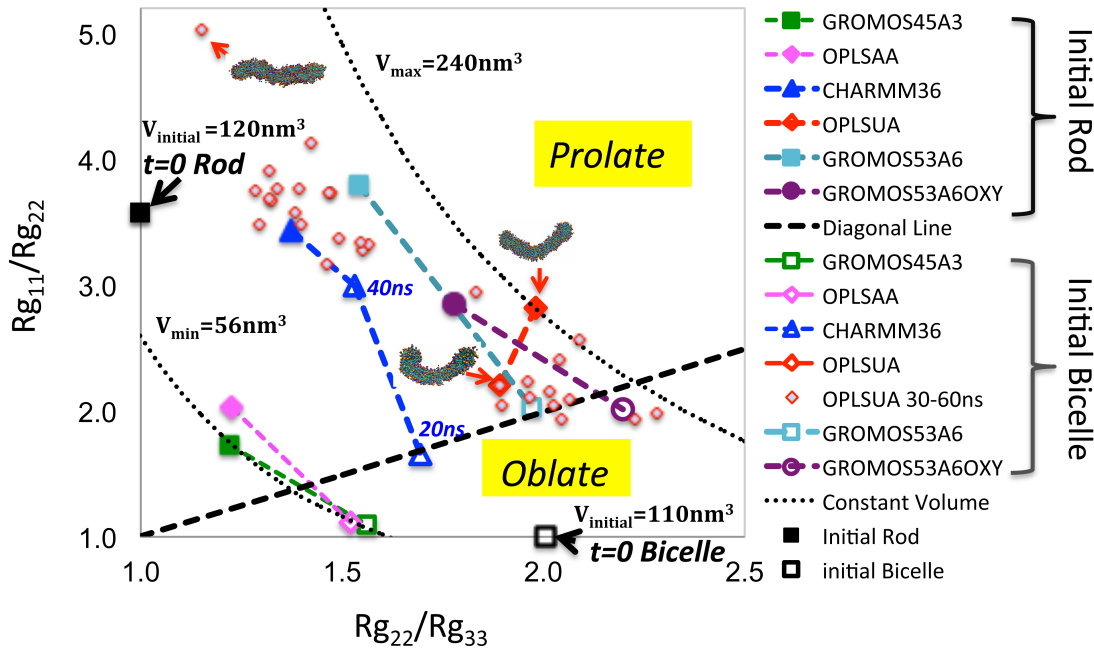 5.0
4.0
3.0
2.0
1.0
1.0
1.5
2.0
2.5
Rg11/Rg22
Rg22/Rg33
Vmax=240nm3
Vinitial=120nm3
t=0 Rod
Prolate
40ns
Vmin=56nm3
20ns
Oblate
Vinitial=110nm3
t=0 Bicelle
GROMOS45A3
OPLSAA
CHARMM36
OPLSUA
GROMOS53A6
GROMOS53A6OXY
Diagonal Line
GROMOS45A3
OPLSAA
CHARMM36
OPLSUA
OPLSUA 30-60ns
GROMOS53A6
GROMOS53A6OXY
Constant Volume
Initial Rod
initial Bicelle
Initial Rod
Initial Bicelle